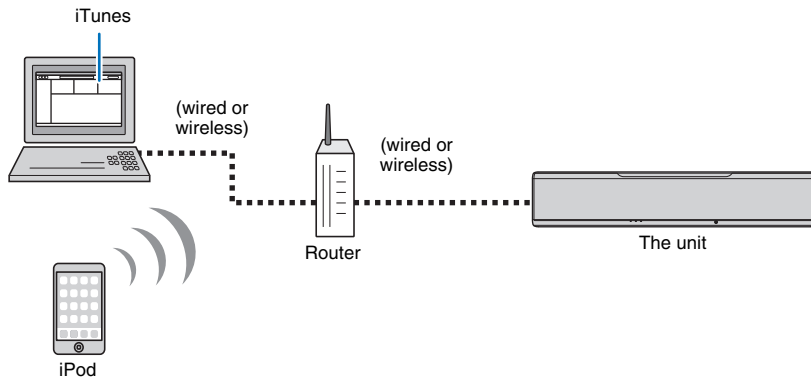 iTunes
(wired or
wireless)
(wired or
wireless)
Router
The unit
iPod